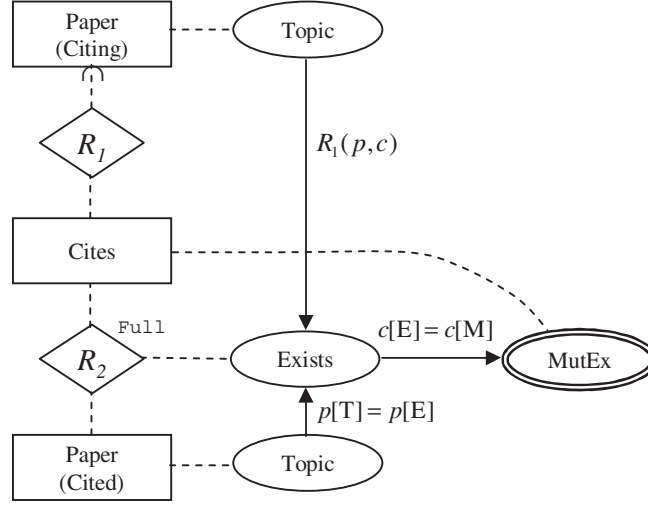 Paper
(Citing)
Topic
R1
R1(p, c)
Cites
Full
R2
Exists
c[E] = c[M]
MutEx
p[T] = p[E]
Paper
(Cited)
Topic